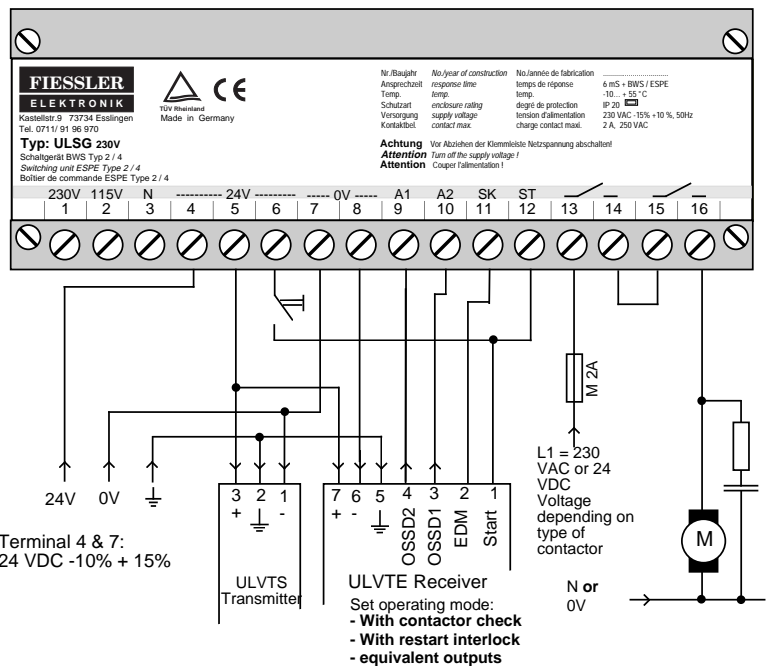 FIESSLER
ELEKTRONIK
Kastellstr.9 73734 Esslingen
Tel. 0711/ 91 96 970
Typ: ULSG 230V
Schaltgerät BWS Typ 2 / 4
Switching unit ESPE Type 2 / 4
Boîtier de commande ESPE Type 2 / 4
TÜV Rheinland
CE
Made in Germany
Nr./Baujahr No./year of construction No./année de fabrication ..............................
Ansprechzeit response time temps de réponse 6 mS + BWS / ESPE
Temp. temp. temp. -10... + 55 °C
Schutzart enclosure rating degré de protection IP 20
Versorgung supply voltage tension d'alimentation 230 VAC -15% +10 %, 50Hz
Kontaktbel. contact max. charge contact maxi. 2 A, 250 VAC
Achtung Vor Abziehen der Klemmleiste Netzspannung abschalten!
Attention Turn off the supply voltage !
Attention Couper l'alimentation !
230V 115V N ---------- 24V --------- ----- 0V ----- A1 A2 SK ST
1 2 3 4 5 6 7 8 9 10 11 12 13 14 15 16
M 2A
L1 = 230
VAC or 24
VDC
Voltage
depending on
type of
contactor
24V 0V
Terminal 4 & 7:
24 VDC -10% + 15%
3 2 1
+ -
ULVTS
Transmitter
7 6 5 4 3 2 1
+ -
OSSD2
OSSD1
EDM
Start
ULVTE Receiver
Set operating mode:
- With contactor check
- With restart interlock
- equivalent outputs
M
N or
0V